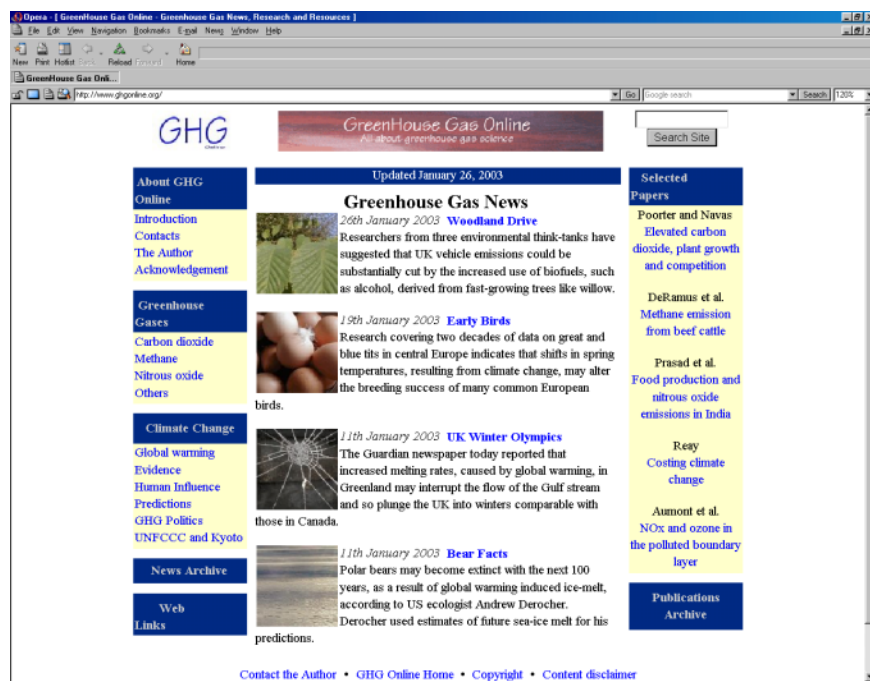 Opera - [ GreenHouse Gas Online - Greenhouse Gas News, Research and Resources ]
File Edit View Navigation Bookmarks E-mail News Window Help
New Print Hotlist Back Reload Forward Home
GreenHouse Gas Onli...
http://www.ghgonline.org/ Go Google search Search 120%
GHG
GreenHouse Gas Online
All about greenhouse gas science
Search Site
Updated January 26, 2003
About GHG
Online
Introduction
Contacts
The Author
Acknowledgement
Greenhouse
Gases
Carbon dioxide
Methane
Nitrous oxide
Others
Climate Change
Global warming
Evidence
Human Influence
Predictions
GHG Politics
UNFCCC and Kyoto
News Archive
Web
Links
Greenhouse Gas News
26th January 2003 Woodland Drive
Researchers from three environmental think-tanks have
suggested that UK vehicle emissions could be
substantially cut by the increased use of biofuels, such
as alcohol, derived from fast-growing trees like willow.
19th January 2003 Early Birds
Research covering two decades of data on great and
blue tits in central Europe indicates that shifts in spring
temperatures, resulting from climate change, may alter
the breeding success of many common European
birds.
11th January 2003 UK Winter Olympics
The Guardian newspaper today reported that
increased melting rates, caused by global warming, in
Greenland may interrupt the flow of the Gulf stream
and so plunge the UK into winters comparable with
those in Canada.
11th January 2003 Bear Facts
Polar bears may become extinct with the next 100
years, as a result of global warming induced ice-melt,
according to US ecologist Andrew Derocher.
Derocher used estimates of future sea-ice melt for his
predictions.
Selected
Papers
Poorter and Navas
Elevated carbon
dioxide, plant growth
and competition
DeRamus et al.
Methane emission
from beef cattle
Prasad et al.
Food production and
nitrous oxide
emissions in India
Reay
Costing climate
change
Aumont et al.
NOx and ozone in
the polluted boundary
layer
Publications
Archive
Contact the Author • GHG Online Home • Copyright • Content disclaimer